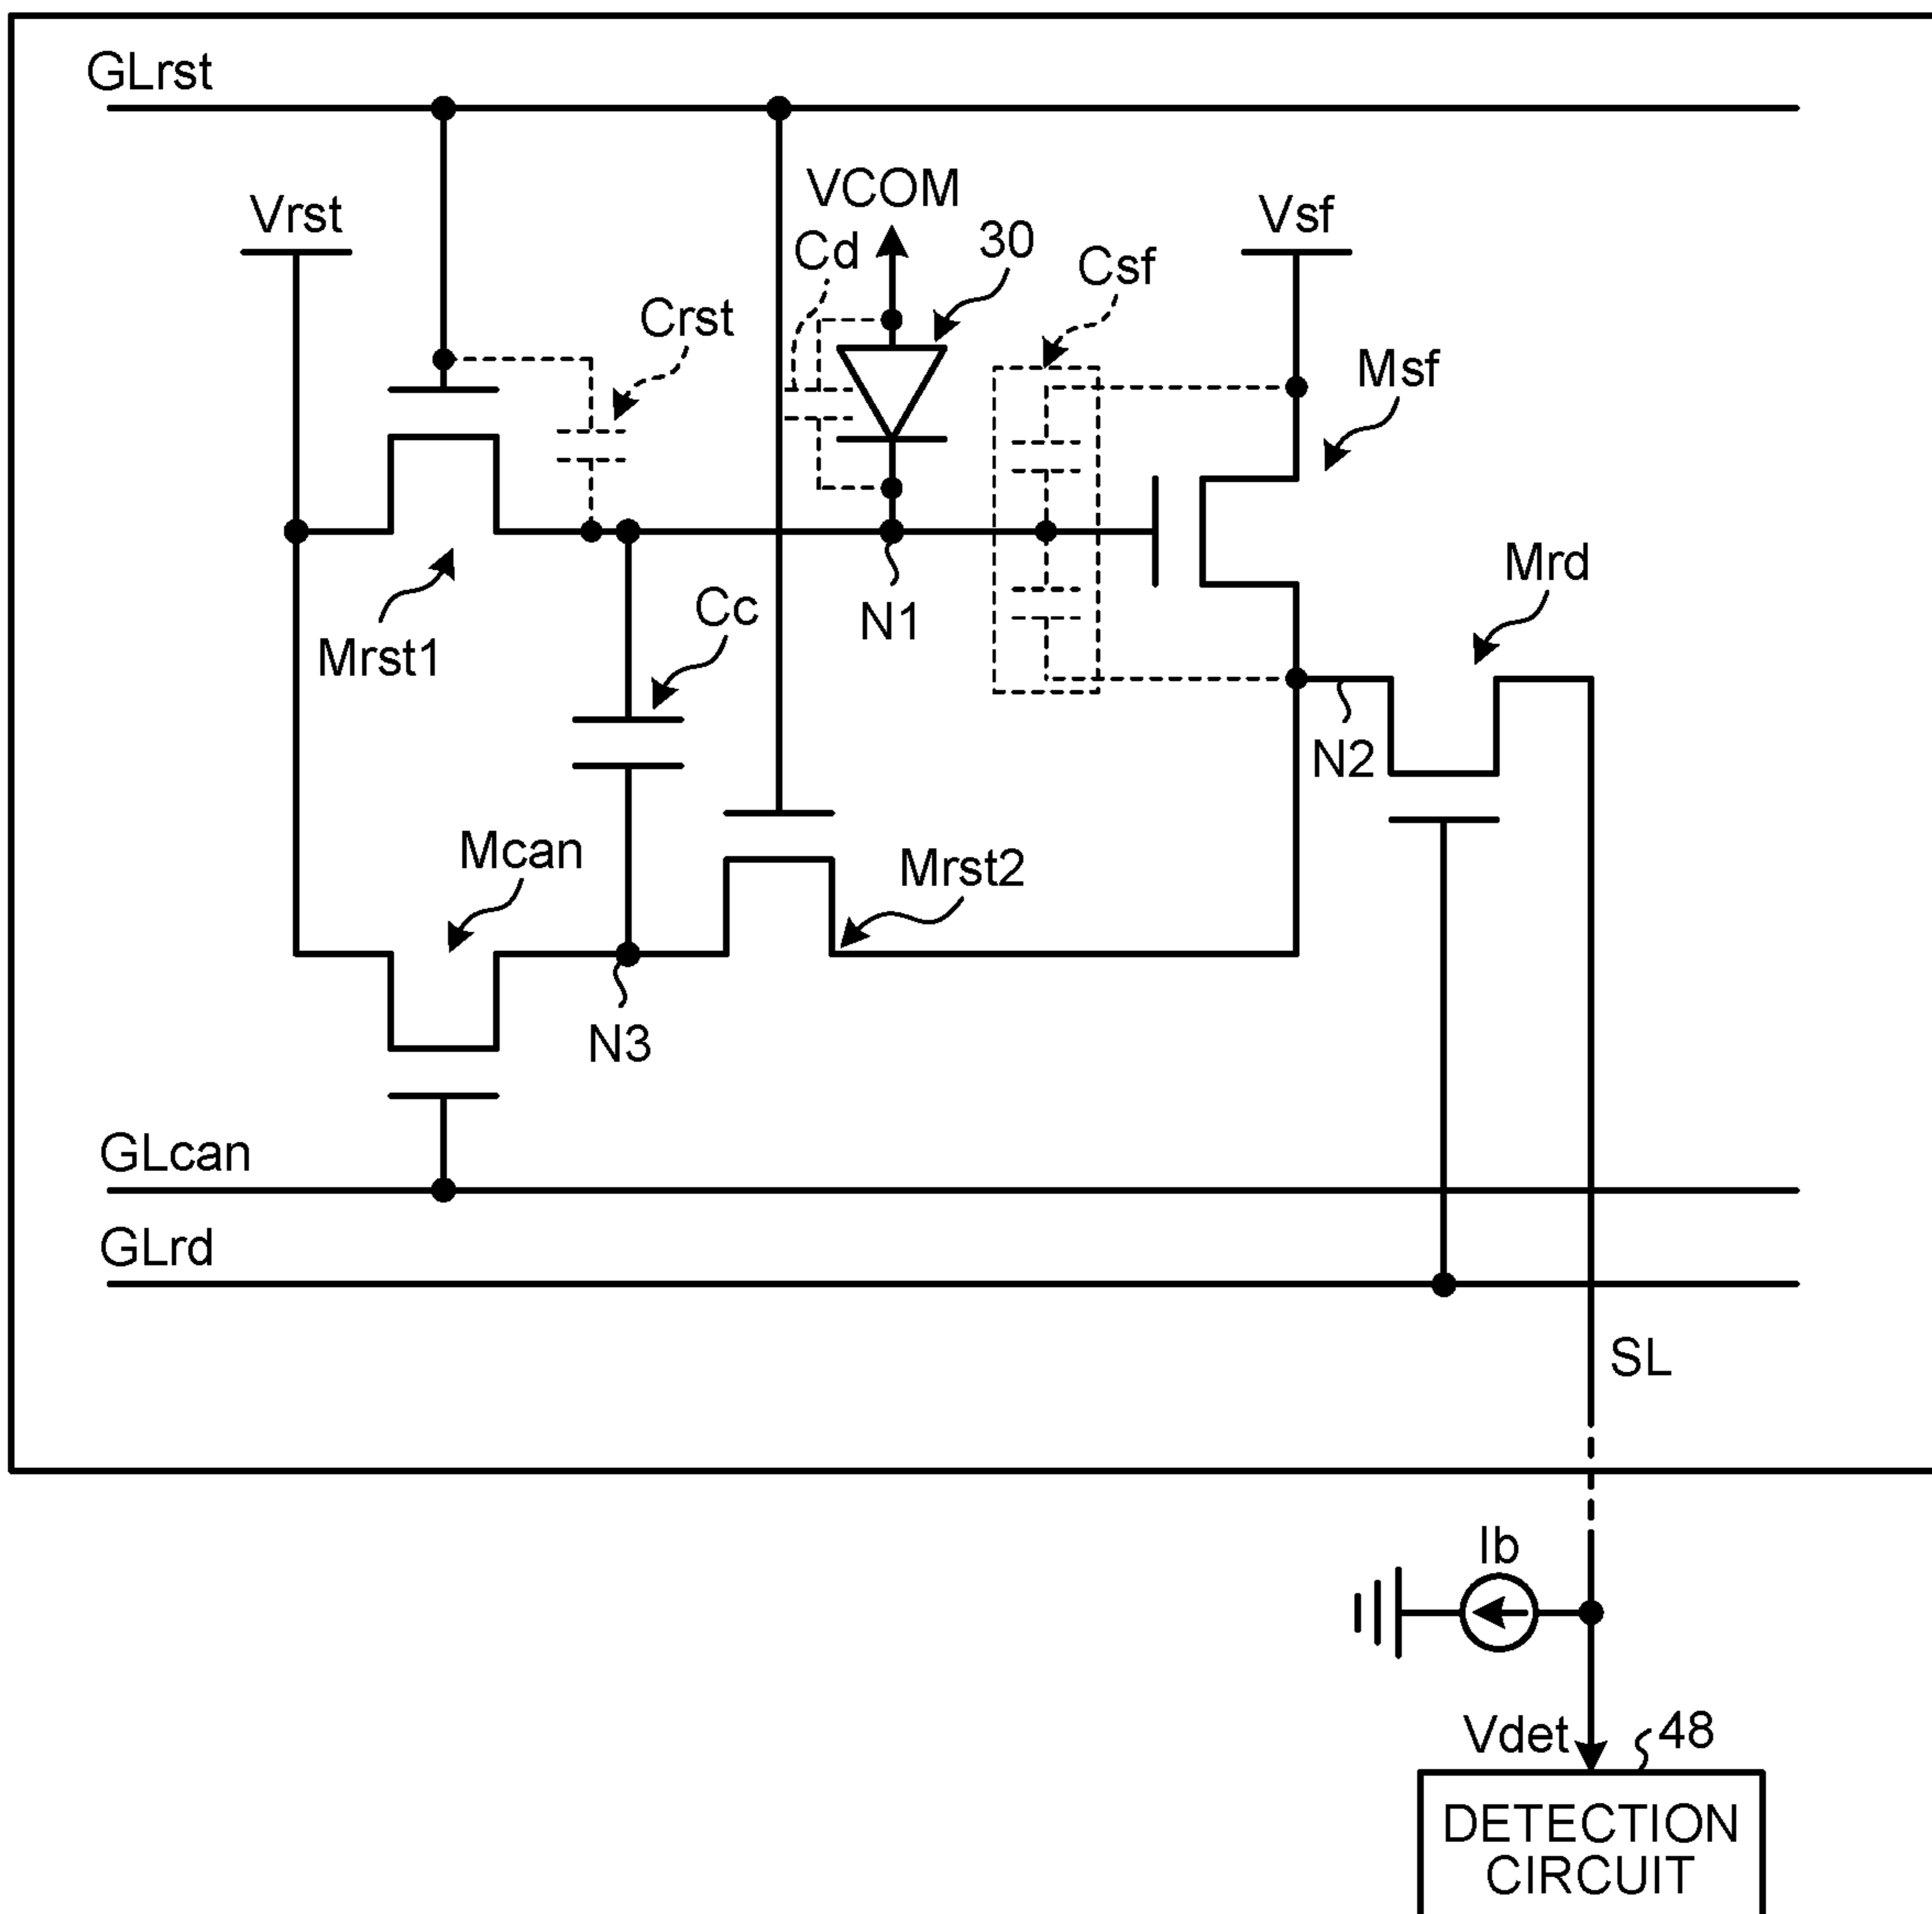 GLrst
VCOM
Vrst
Vsf
30
Cd
Csf
Crst
Msf
Mrd
Cc
N1
Mrst1
N2
Mcan
Mrst2
N3
GLcan
GLrd
SL
Ib
Vdet
48
DETECTION
CIRCUIT